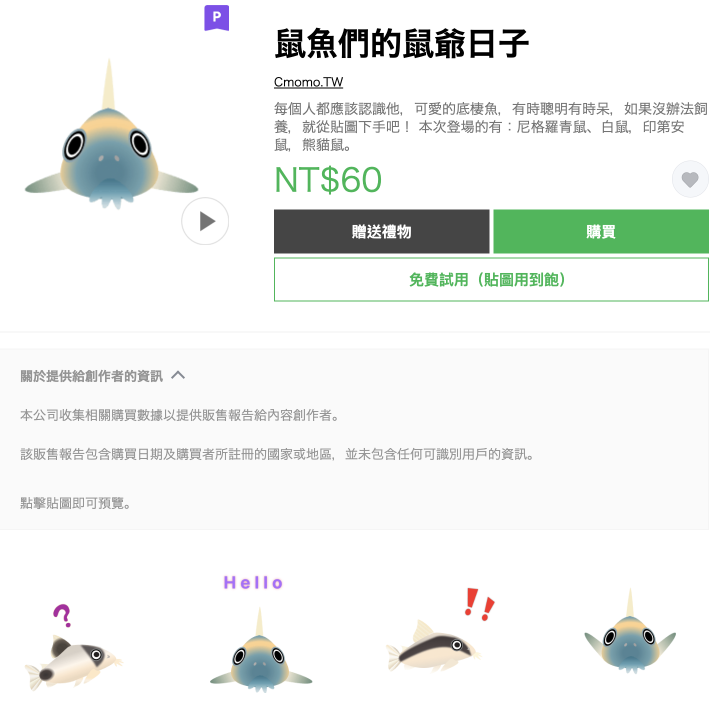 P
鼠魚們的鼠爺日子
Cmomo.TW
每個人都應該認識他，可愛的底棲魚，有時聰明有時呆，如果沒辦法飼
養，就從貼圖下手吧！ 本次登場的有：尼格羅青鼠、白鼠，印第安
鼠，熊貓鼠。
NT$60
贈送禮物
購買
免費試用（貼圖用到飽）
關於提供給創作者的資訊
本公司收集相關購買數據以提供販售報告給內容創作者。
該販售報告包含購買日期及購買者所註冊的國家或地區，並未包含任何可識別用戶的資訊。
點擊貼圖即可預覽。
?
Hello
!!